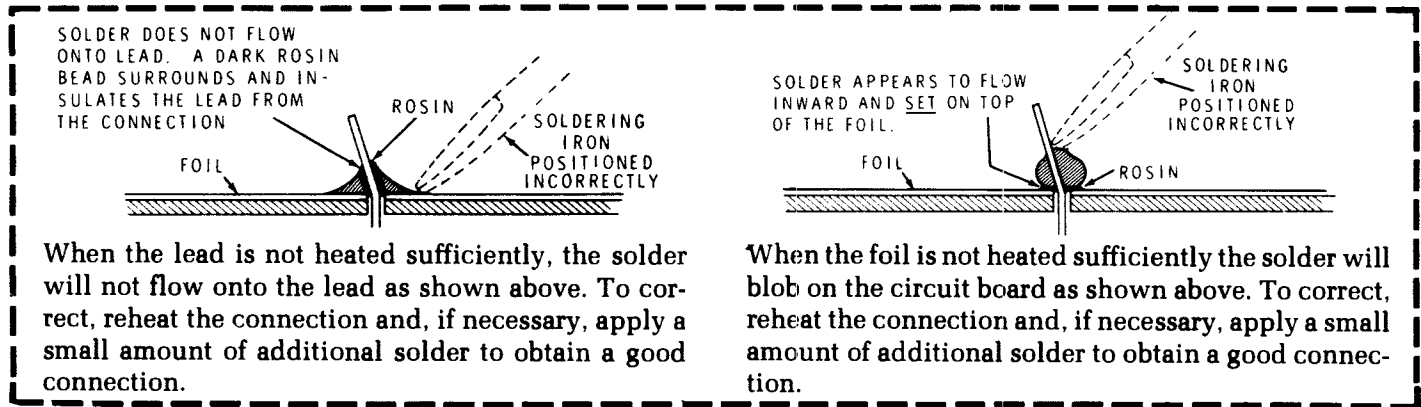 SOLDER DOES NOT FLOW
ONTO LEAD. A DARK ROSIN
BEAD SURROUNDS AND IN-
SULATES THE LEAD FROM
THE CONNECTION
ROSIN
SOLDERING
IRON
POSITIONED
INCORRECTLY
FOIL
When the lead is not heated sufficiently, the solder
will not flow onto the lead as shown above. To cor-
rect, reheat the connection and, if necessary, apply a
small amount of additional solder to obtain a good
connection.
SOLDER APPEARS TO FLOW
INWARD AND SET ON TOP
OF THE FOIL.
SOLDERING
IRON
POSITIONED
INCORRECTLY
FOIL
ROSIN
When the foil is not heated sufficiently the solder will
blob on the circuit board as shown above. To correct,
reheat the connection and, if necessary, apply a small
amount of additional solder to obtain a good connec-
tion.